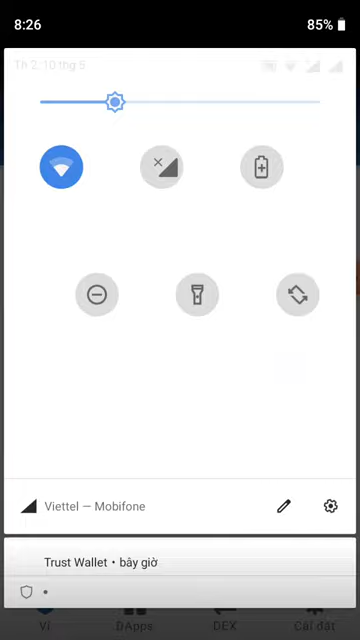 8:26 85%
Th 2, 10 thg 5
Viettel — Mobifone
Trust Wallet • bây giờ
Ví DApps DEX Cài đặt